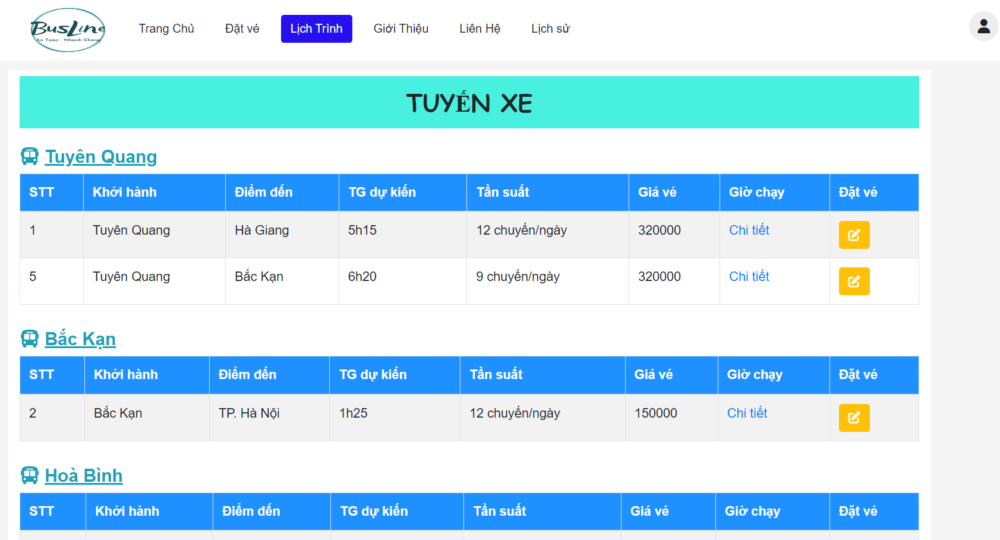 BusLine
An Toàn - Nhanh Chóng
Trang Chủ Đặt vé Lịch Trình Giới Thiệu Liên Hệ Lịch sử
TUYẾN XE
Tuyên Quang
STT Khởi hành Điểm đến TG dự kiến Tần suất Giá vé Giờ chạy Đặt vé
1 Tuyên Quang Hà Giang 5h15 12 chuyến/ngày 320000 Chi tiết
5 Tuyên Quang Bắc Kạn 6h20 9 chuyến/ngày 320000 Chi tiết
Bắc Kạn
STT Khởi hành Điểm đến TG dự kiến Tần suất Giá vé Giờ chạy Đặt vé
2 Bắc Kạn TP. Hà Nội 1h25 12 chuyến/ngày 150000 Chi tiết
Hoà Bình
STT Khởi hành Điểm đến TG dự kiến Tần suất Giá vé Giờ chạy Đặt vé